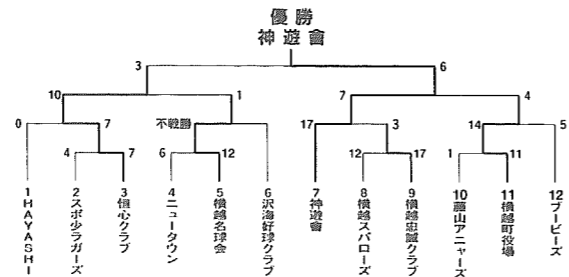 優勝
神遊會
3 6
10 1 7 4
0 7 不戦勝 17 3 14 5
4 7 6 12 12 17 1 11
1 HAYASHI
2 スポ少ラガーズ
3 恒心クラブ
4 ニュータウン
5 横越名球会
6 沢海好球クラブ
7 神遊會
8 横越スパローズ
9 横越忠誠クラブ
10 藤山アニャーズ
11 横越町役場
12 ブービーズ